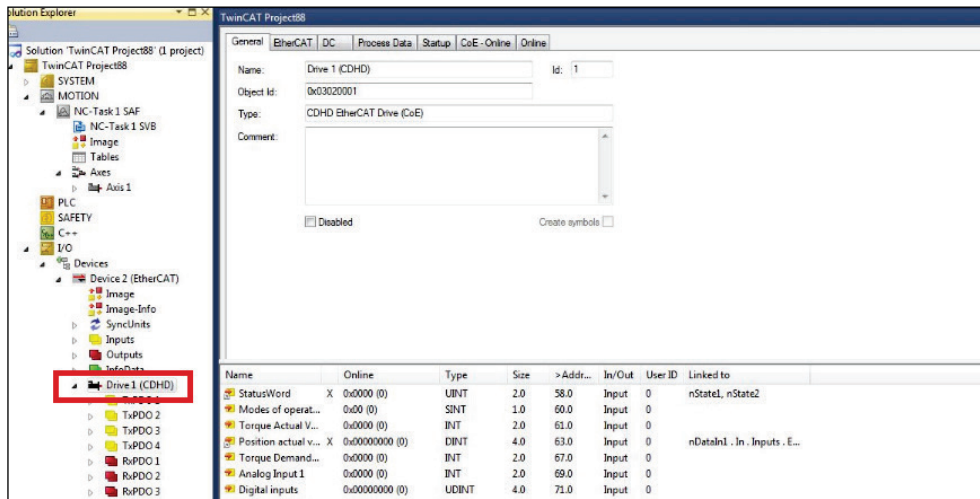 olution Explorer
Solution 'TwinCAT Project88' (1 project)
TwinCAT Project88
SYSTEM
MOTION
NC-Task 1 SAF
NC-Task 1 SVB
Image
Tables
Axes
Axis 1
PLC
SAFETY
C++
I/O
Devices
Device 2 (EtherCAT)
Image
Image-Info
SyncUnits
Inputs
Outputs
InfoData
Drive 1 (CDHD)
TxPDO 2
TxPDO 3
TxPDO 4
RxPDO 1
RxPDO 2
RxPDO 3
TwinCAT Project88
General EtherCAT DC Process Data Startup CoE - Online Online
Name: Drive 1 (CDHD) Id: 1
Object Id: 0x03020001
Type: CDHD EtherCAT Drive (CoE)
Comment:
Disabled Create symbols
Name Online Type Size >Addr... In/Out User ID Linked to
StatusWord X 0x0000 (0) UINT 2.0 58.0 Input 0 nState1, nState2
Modes of operat... 0x00 (0) SINT 1.0 60.0 Input 0
Torque Actual V... 0x0000 (0) INT 2.0 61.0 Input 0
Position actual v... X 0x00000000 (0) DINT 4.0 63.0 Input 0 nDataIn1 . In . Inputs . E...
Torque Demand... 0x0000 (0) INT 2.0 67.0 Input 0
Analog Input 1 0x0000 (0) INT 2.0 69.0 Input 0
Digital inputs 0x00000000 (0) UDINT 4.0 71.0 Input 0